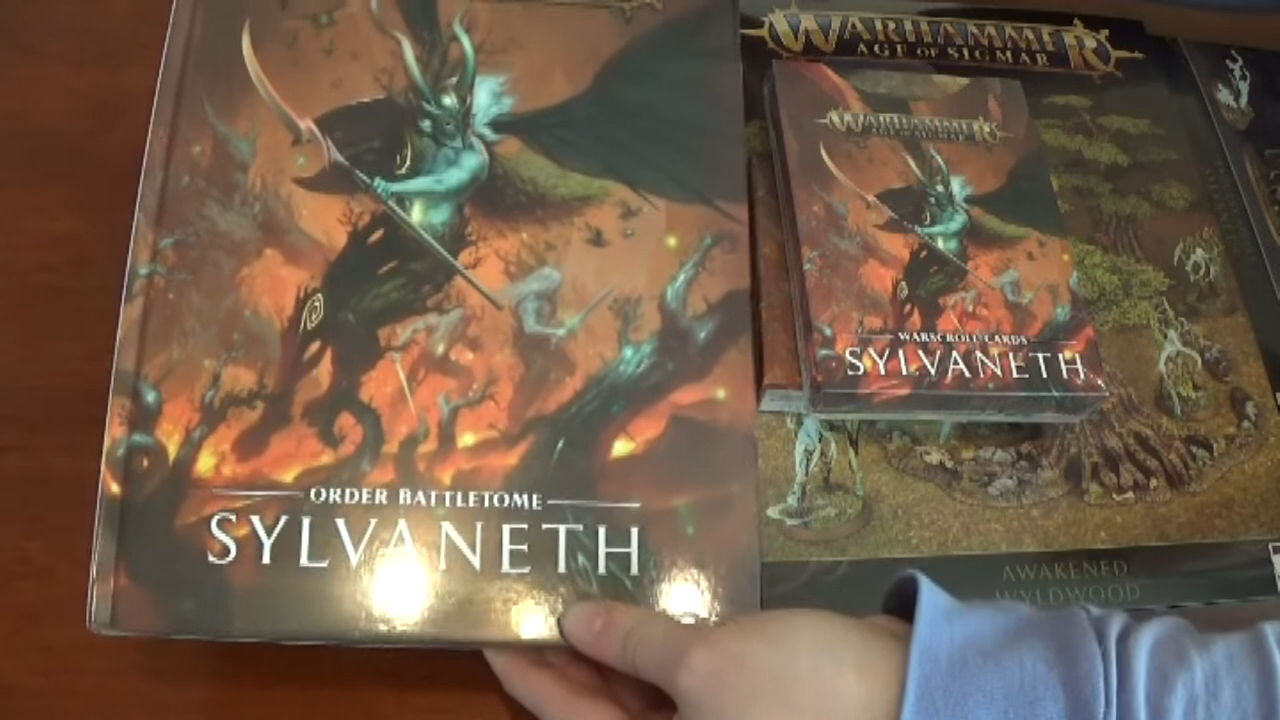 ORDER BATTLETOME
SYLVANETH
WARHAMMER
AGE OF SIGMAR
WARHAMMER
AGE OF SIGMAR
WARSCROLL CARDS
SYLVANETH
AWAKENED
WYLDWOOD